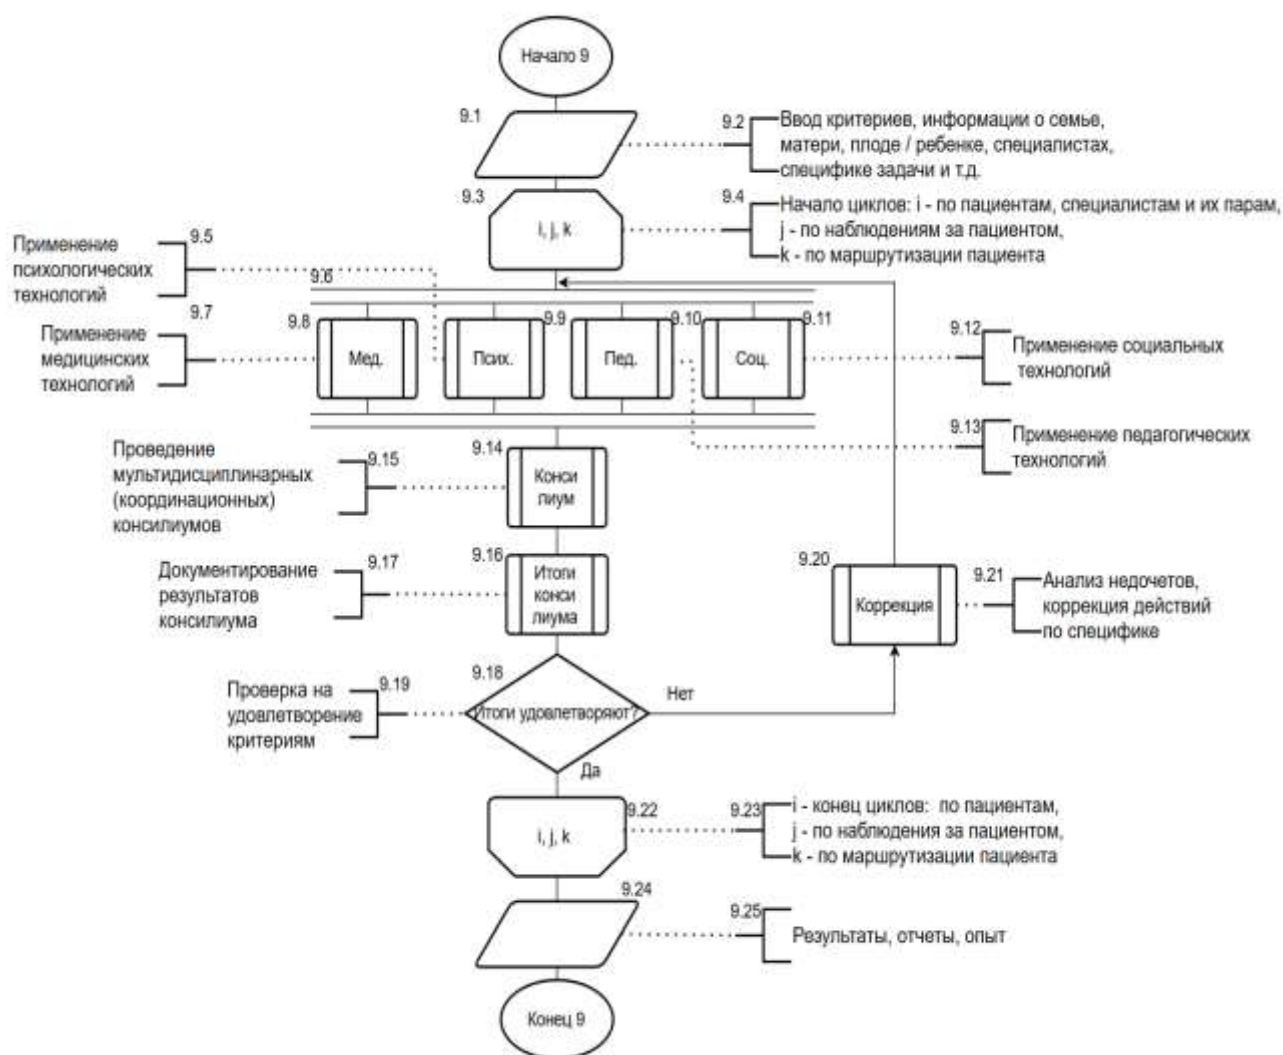 Начало 9
9.1
9.2
Ввод критериев, информации о семье,
матери, плоде / ребенке, специалистах,
специфике задачи и т.д.
9.3
i, j, k
9.4
Начало циклов: i - по пациентам, специалистам и их парам,
j - по наблюдениям за пациентом,
k - по маршрутизации пациента
9.5
Применение
психологических
технологий
9.6
9.7
Применение
медицинских
технологий
9.8
Мед.
Псих.
9.9
Пед.
9.10
Соц.
9.11
9.12
Применение социальных
технологий
9.13
Применение педагогических
технологий
9.14
Конси
лиум
9.15
Проведение
мультидисциплинарных
(координационных)
консилиумов
9.16
Итоги
конси
лиума
9.17
Документирование
результатов
консилиума
9.18
Итоги удовлетворяют?
9.19
Проверка на
удовлетворение
критериям
Нет
Да
9.20
Коррекция
9.21
Анализ недочетов,
коррекция действий
по специфике
i, j, k
9.22
9.23
i - конец циклов: по пациентам,
j - по наблюдения за пациентом,
k - по маршрутизации пациента
9.24
9.25
Результаты, отчеты, опыт
Конец 9